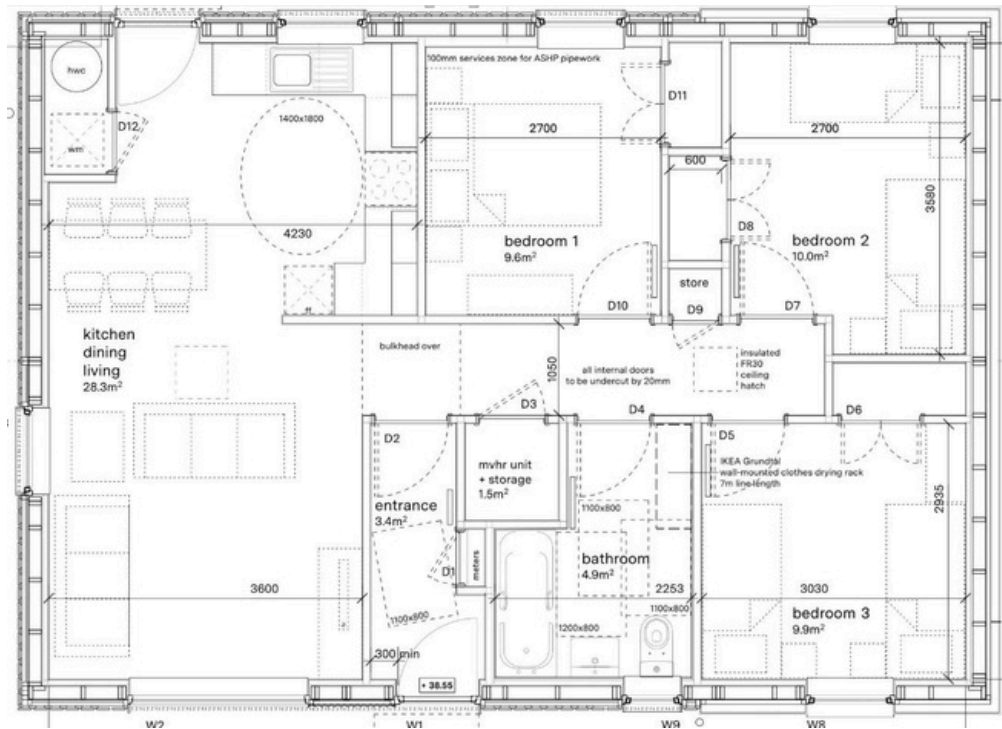 hwc
100mm services zone for ASHP pipework
wm
D12
D11
1400x1800
2700
2700
600
3580
4230
D8
bedroom 1
9.6m²
bedroom 2
10.0m²
store
ff
D10
D9
D7
kitchen
dining
living
28.3m²
bulkhead over
1050
all internal doors
to be undercut by 20mm
insulated
FR30
ceiling
hatch
D3
D4
D6
D2
D5
mvhr unit
+ storage
1.5m²
IKEA Grundtal
wall-mounted clothes drying rack
7m line length
2935
entrance
3.4m²
1100x800
D1
meters
bathroom
4.9m²
3600
2253
3030
1100x800
1200x800
1100x800
bedroom 3
9.9m²
300 min
+ 38.55
W2
W1
W9
W8